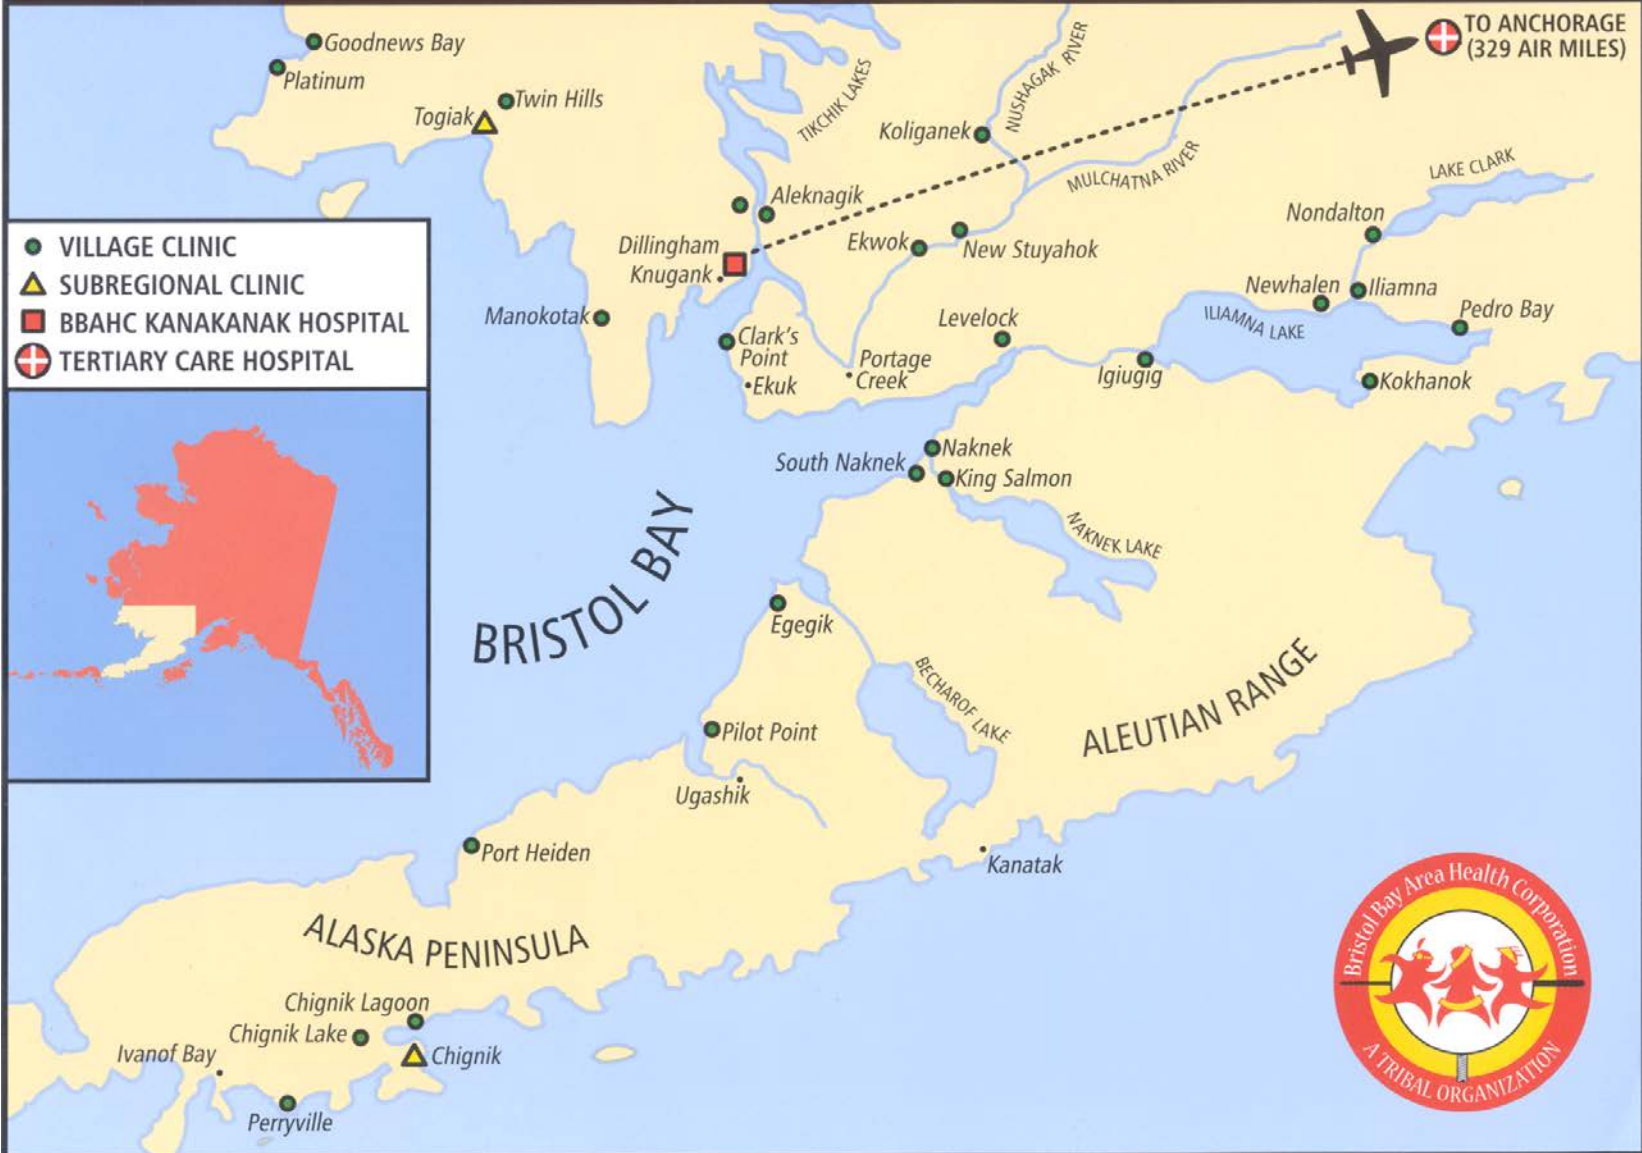 Goodnews Bay
Platinum
Togiak
Twin Hills
TIKCHIK LAKES
Koliganek
NUSHAGAK RIVER
MULCHATNA RIVER
TO ANCHORAGE
(329 AIR MILES)
LAKE CLARK
VILLAGE CLINIC
SUBREGIONAL CLINIC
BBAHC KANAKANAK HOSPITAL
TERTIARY CARE HOSPITAL
Aleknagik
Dillingham
Knugank
Ekwok
New Stuyahok
Nondalton
Newhalen
Iliamna
Pedro Bay
ILIAMNA LAKE
Manokotak
Clark's
Point
Ekuk
Portage
Creek
Levelock
Igiugig
Kokhanok
South Naknek
Naknek
King Salmon
NAKNEK LAKE
BRISTOL BAY
Egegik
BECHAROF LAKE
ALEUTIAN RANGE
Pilot Point
Ugashik
Port Heiden
Kanatak
ALASKA PENINSULA
Chignik Lagoon
Chignik Lake
Ivanof Bay
Chignik
Perryville
Bristol Bay Area Health Corporation
A TRIBAL ORGANIZATION